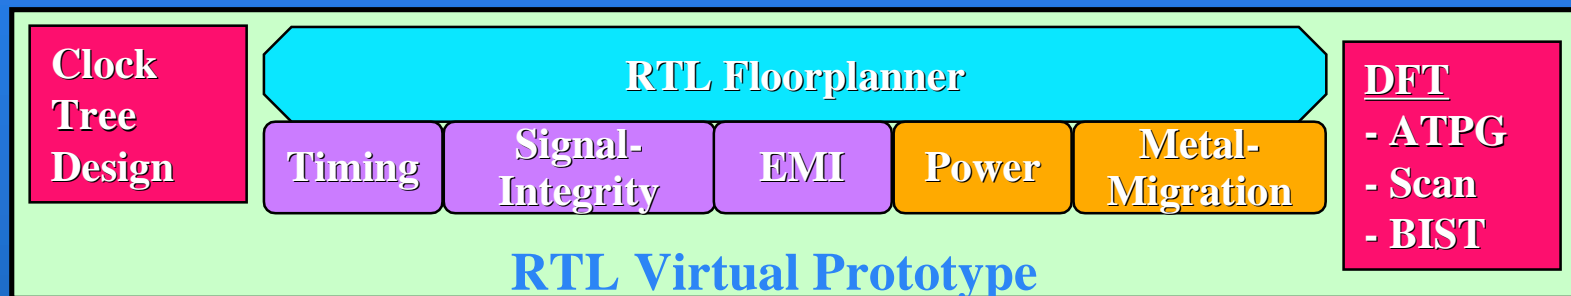 Clock
Tree
Design
RTL Floorplanner
Timing
Signal-
Integrity
EMI
Power
Metal-
Migration
DFT
- ATPG
- Scan
- BIST
RTL Virtual Prototype